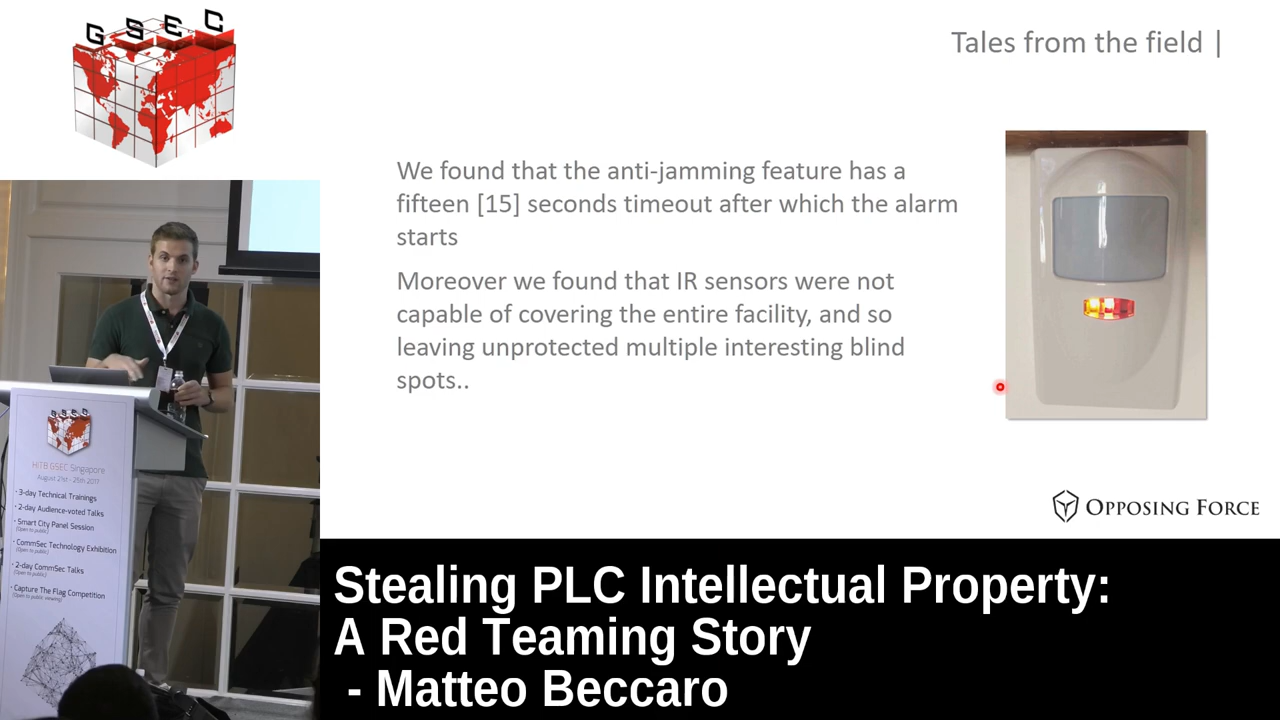 GSEC
Tales from the field |
We found that the anti-jamming feature has a
fifteen [15] seconds timeout after which the alarm
starts
Moreover we found that IR sensors were not
capable of covering the entire facility, and so
leaving unprotected multiple interesting blind
spots..
OPPOSING FORCE
GSEC
HITB GSEC Singapore
August 21st - 25th 2017
• 3-day Technical Trainings
• 2-day Audience-voted Talks
• Smart City Panel Session
(Open to public)
• CommSec Technology Exhibition
(Open to public)
• 2-day CommSec Talks
(Open to public)
• Capture The Flag Competition
(Open to public viewing)
Stealing PLC Intellectual Property:
A Red Teaming Story
- Matteo Beccaro